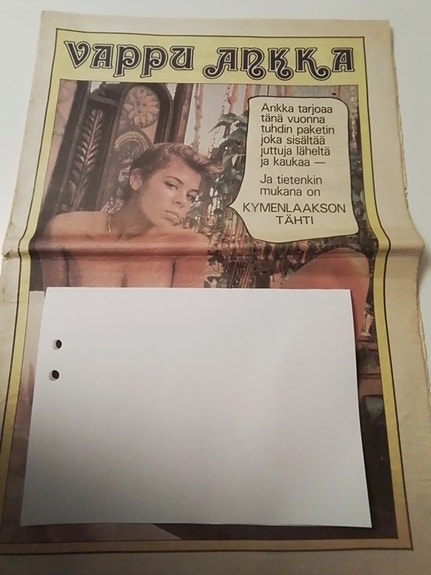 VAPPU ANKKA
Ankka tarjoaa
tänä vuonna
tuhdin paketin
joka sisältää
juttuja läheltä
ja kaukaa —
Ja tietenkin
mukana on
KYMENLAAKSON
TÄHTI